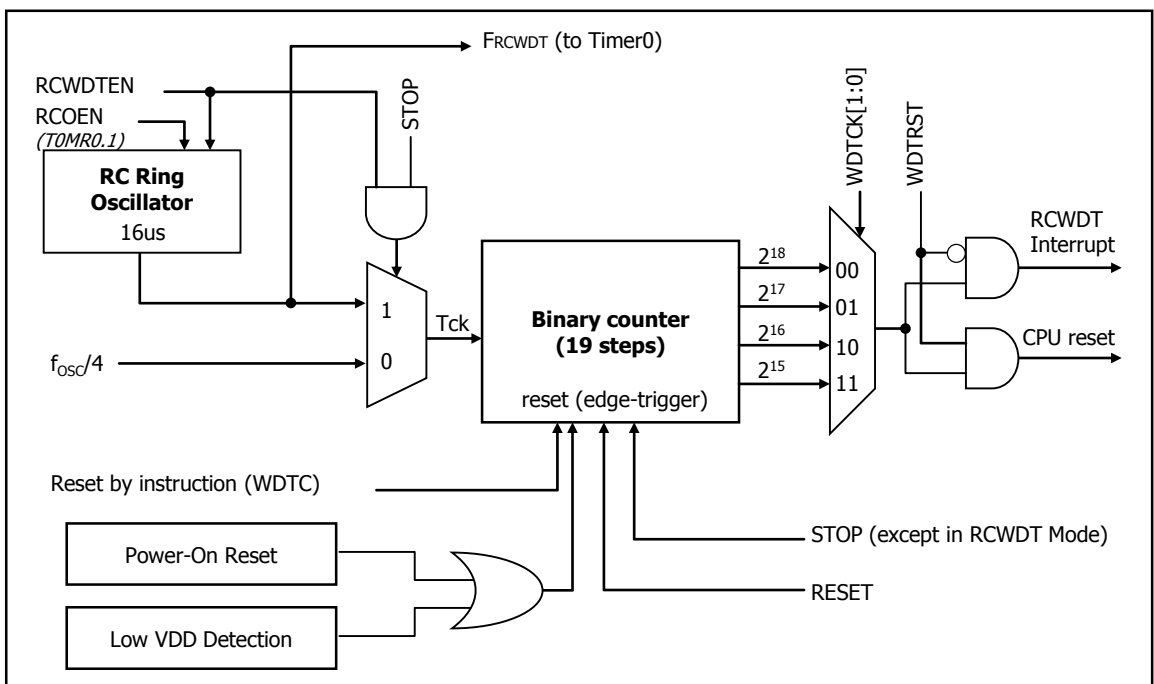 FRCWDT (to Timer0)
RCWDTEN
RCOEN
(T0MR0.1)
STOP
WDTCK[1:0]
WDTRST
RC Ring
Oscillator
16us
RCWDT
Interrupt
2¹⁸
00
2¹⁷
01
1
Tck
Binary counter
(19 steps)
2¹⁶
10
CPU reset
fOSC/4
0
2¹⁵
11
reset (edge-trigger)
Reset by instruction (WDTC)
Power-On Reset
STOP (except in RCWDT Mode)
RESET
Low VDD Detection